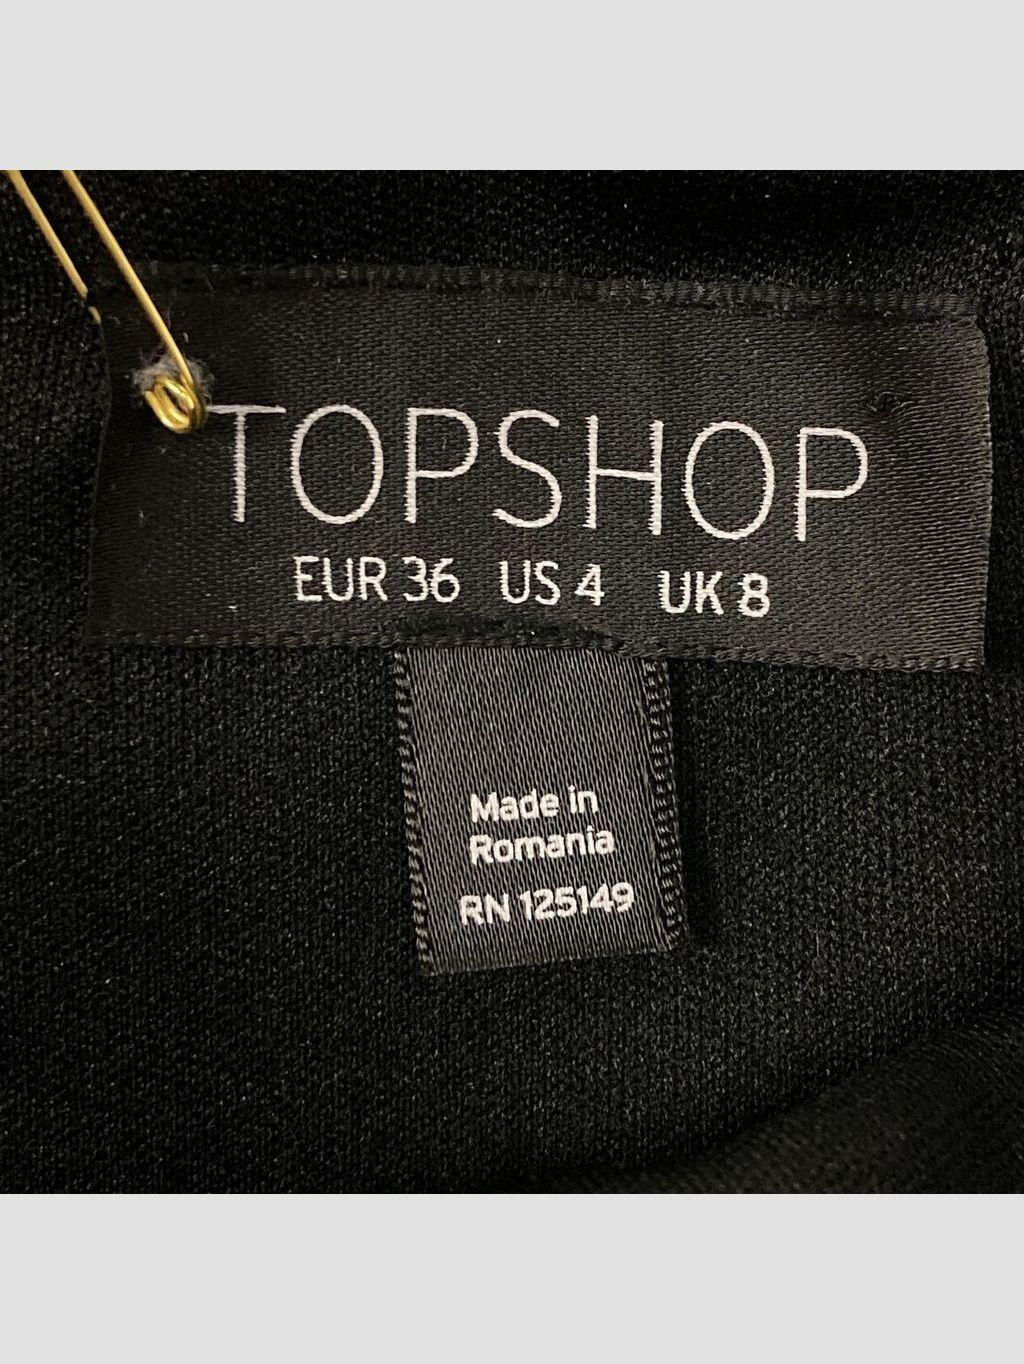 TOPSHOP
EUR 36 US 4 UK 8
Made in
Romania
RN 125149